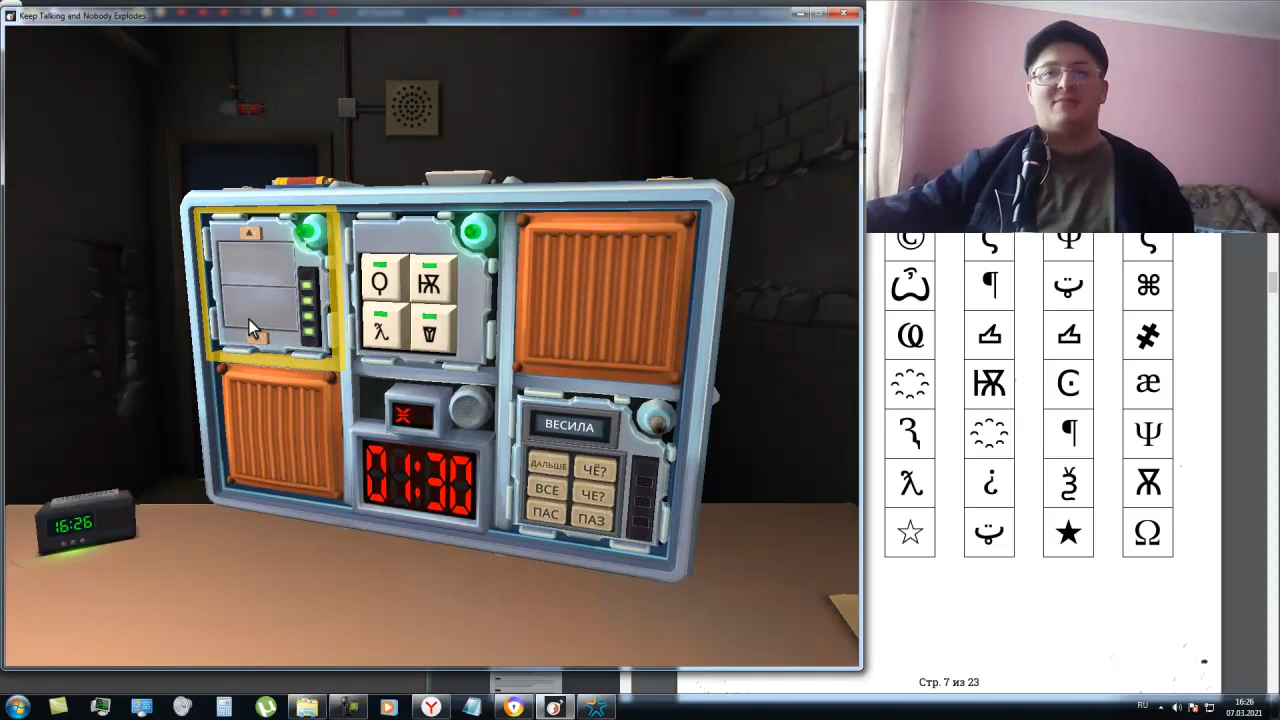 Keep Talking and Nobody Explodes
ВЕСИЛА
ДАЛЬШЕ ЧЁ?
ВСЕ ЧЕ?
ПАС ПАЗ
01:30
16:26
Стр. 7 из 23
RU
16:26
07.03.2021